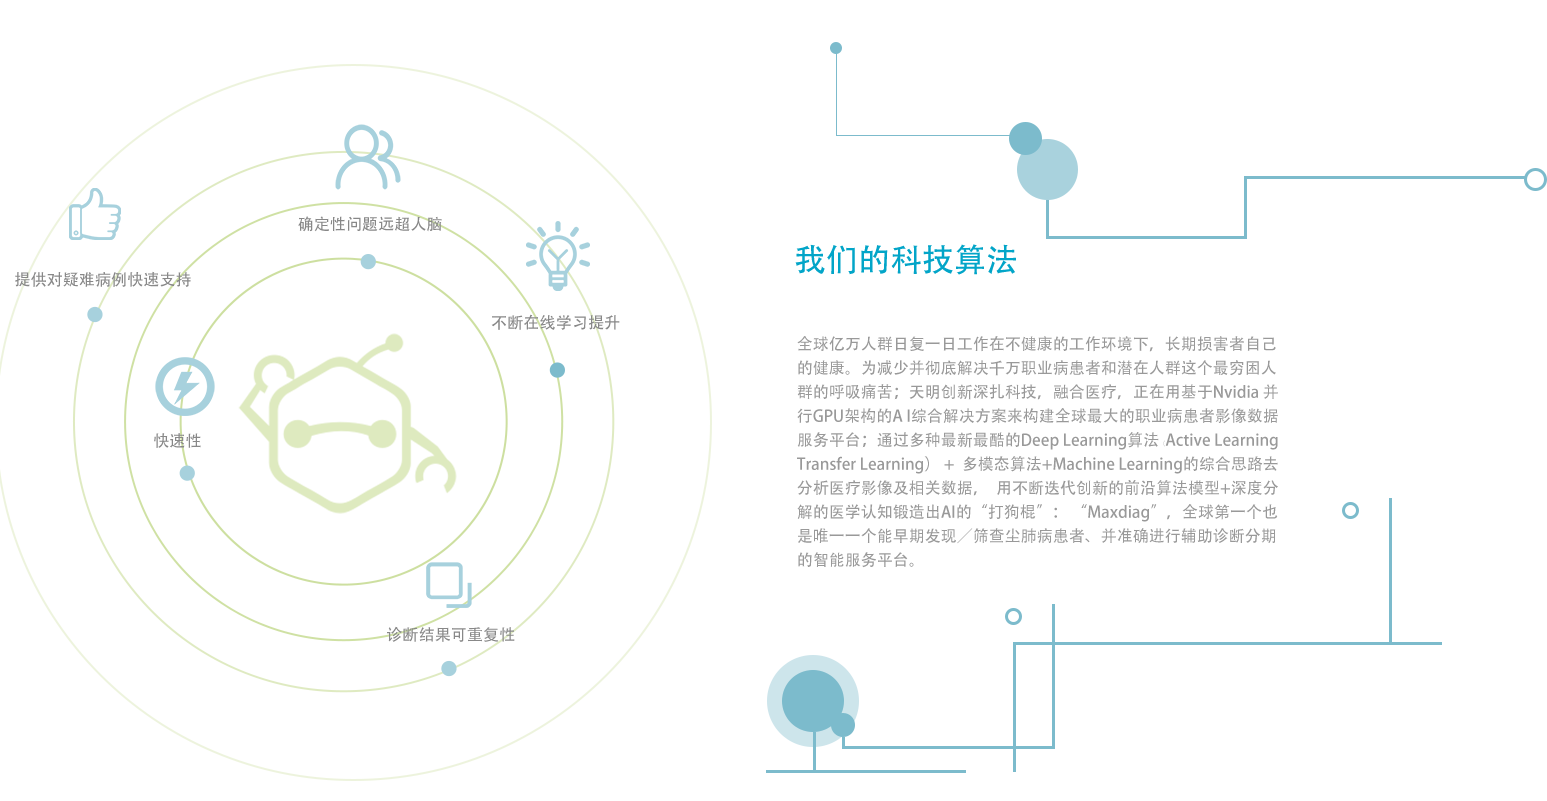 确定性问题远超人脑
提供对疑难病例快速支持
不断在线学习提升
快速性
诊断结果可重复性
我们的科技算法
全球亿万人群日复一日工作在不健康的工作环境下，长期损害者自己
的健康。为减少并彻底解决千万职业病患者和潜在人群这个最穷困人
群的呼吸痛苦；天明创新深扎科技，融合医疗，正在用基于Nvidia 并
行GPU架构的A I综合解决方案来构建全球最大的职业病患者影像数据
服务平台；通过多种最新最酷的Deep Learning算法 Active Learning
Transfer Learning） + 多模态算法+Machine Learning的综合思路去
分析医疗影像及相关数据， 用不断迭代创新的前沿算法模型+深度分
解的医学认知锻造出AI的“打狗棍”： “Maxdiag”，全球第一个也
是唯一一个能早期发现／筛查尘肺病患者、并准确进行辅助诊断分期
的智能服务平台。